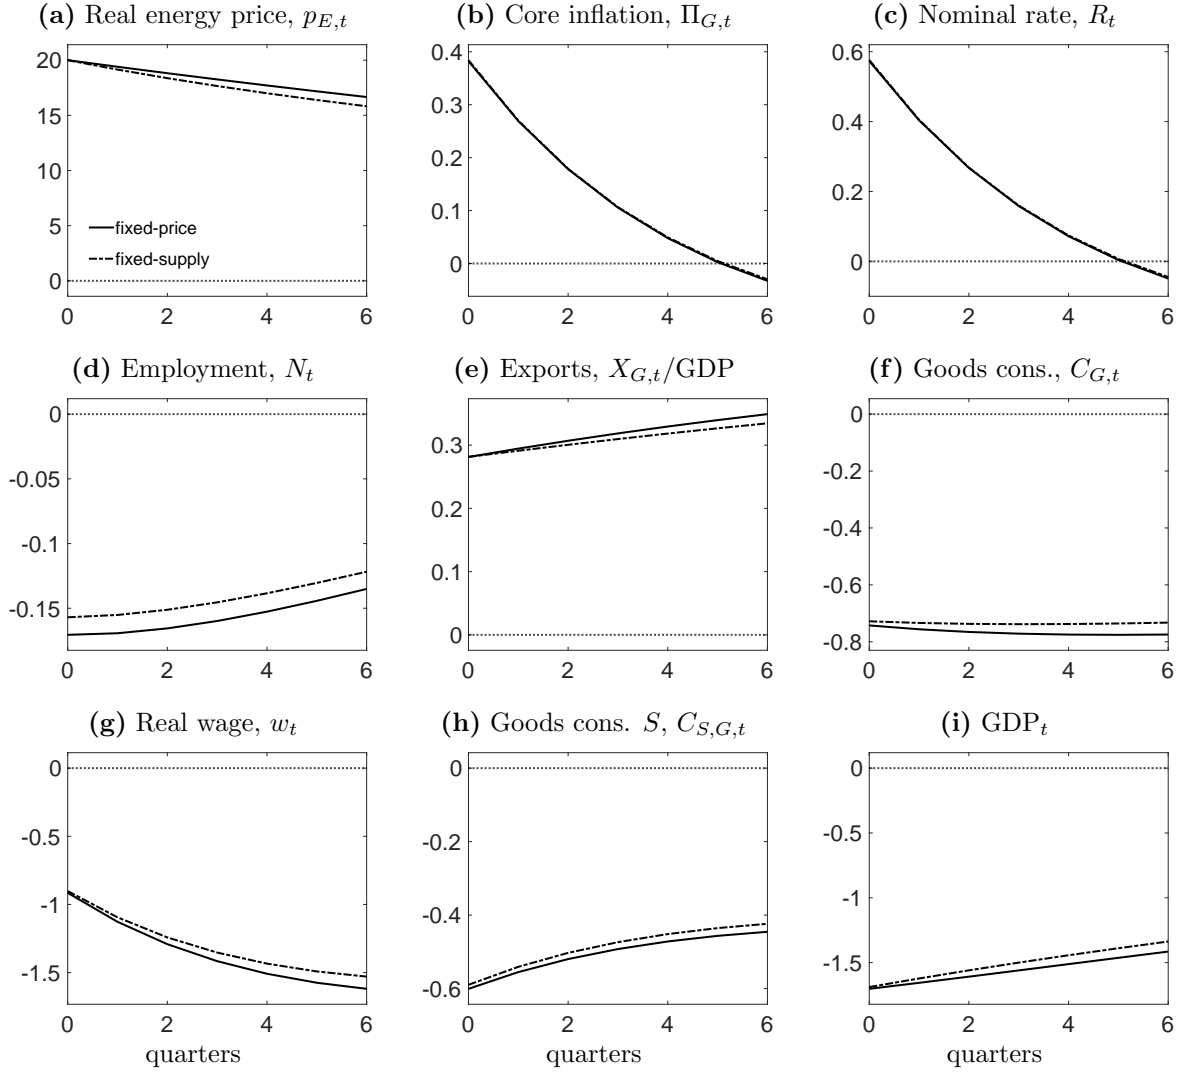 (a) Real energy price, p_{E,t}
(b) Core inflation, Π_{G,t}
(c) Nominal rate, R_t
20
15
10
5
0
fixed-price
fixed-supply
0 2 4 6
0.4
0.3
0.2
0.1
0
0 2 4 6
0.6
0.4
0.2
0
0 2 4 6
(d) Employment, N_t
(e) Exports, X_{G,t}/GDP
(f) Goods cons., C_{G,t}
0
-0.05
-0.1
-0.15
0 2 4 6
0.3
0.2
0.1
0
0 2 4 6
0
-0.2
-0.4
-0.6
-0.8
0 2 4 6
(g) Real wage, w_t
(h) Goods cons. S, C_{S,G,t}
(i) GDP_t
0
-0.5
-1
-1.5
0 2 4 6
quarters
0
-0.2
-0.4
-0.6
0 2 4 6
quarters
0
-0.5
-1
-1.5
0 2 4 6
quarters